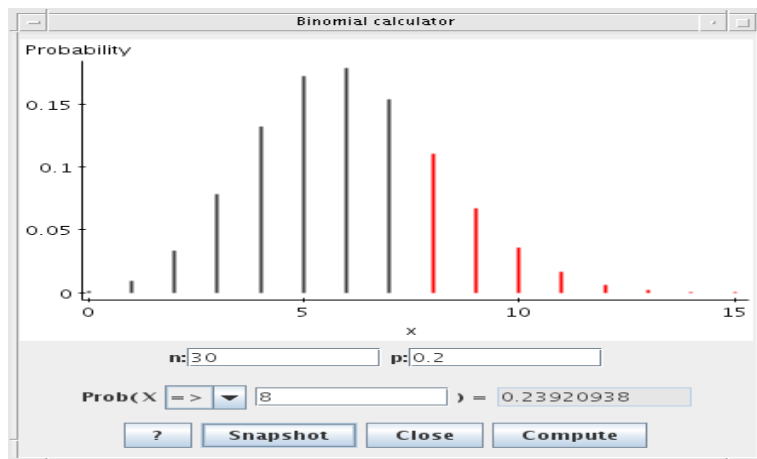 Binomial calculator
Probability
0.15
0.1
0.05
0
0 5 10 15
x
n: 30 p: 0.2
Prob(X => 8 ) = 0.23920938
? Snapshot Close Compute